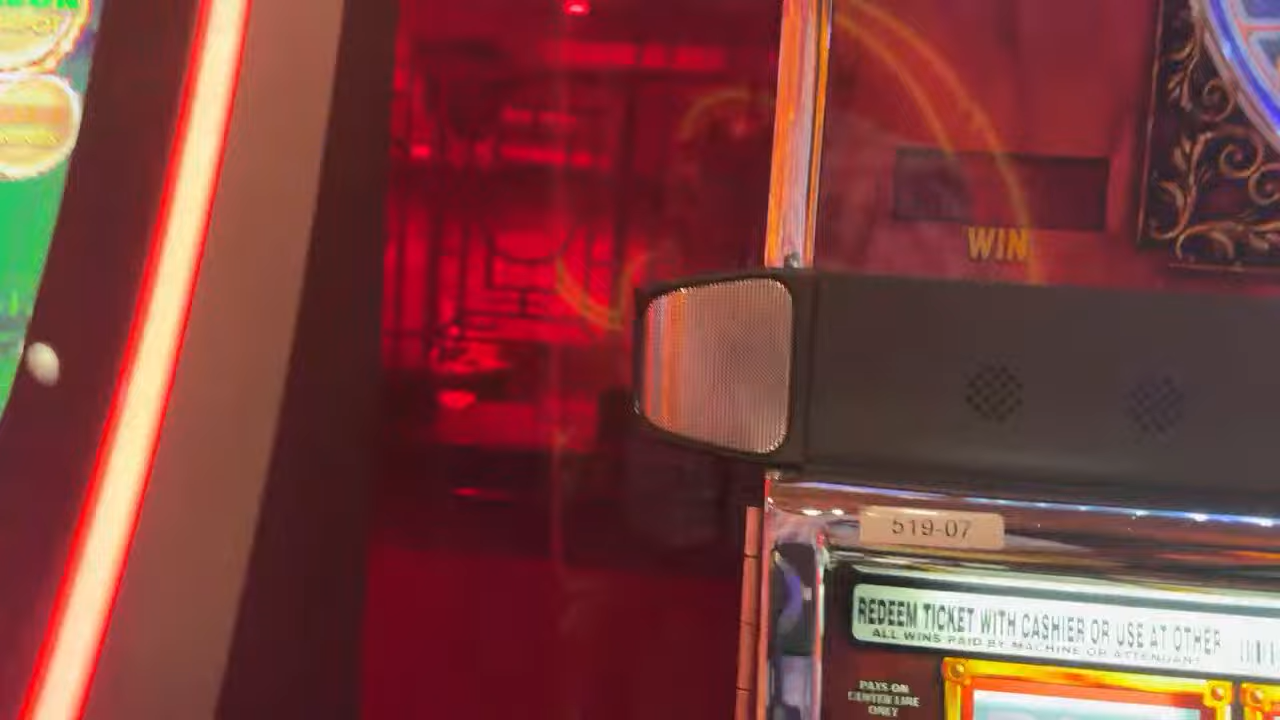 WIN
519-07
REDEEM TICKET WITH CASHIER OR USE AT OTHER
ALL WINS PAID BY MACHINE OR ATTENDANT
PAYS ON
CENTER LINE
ONLY